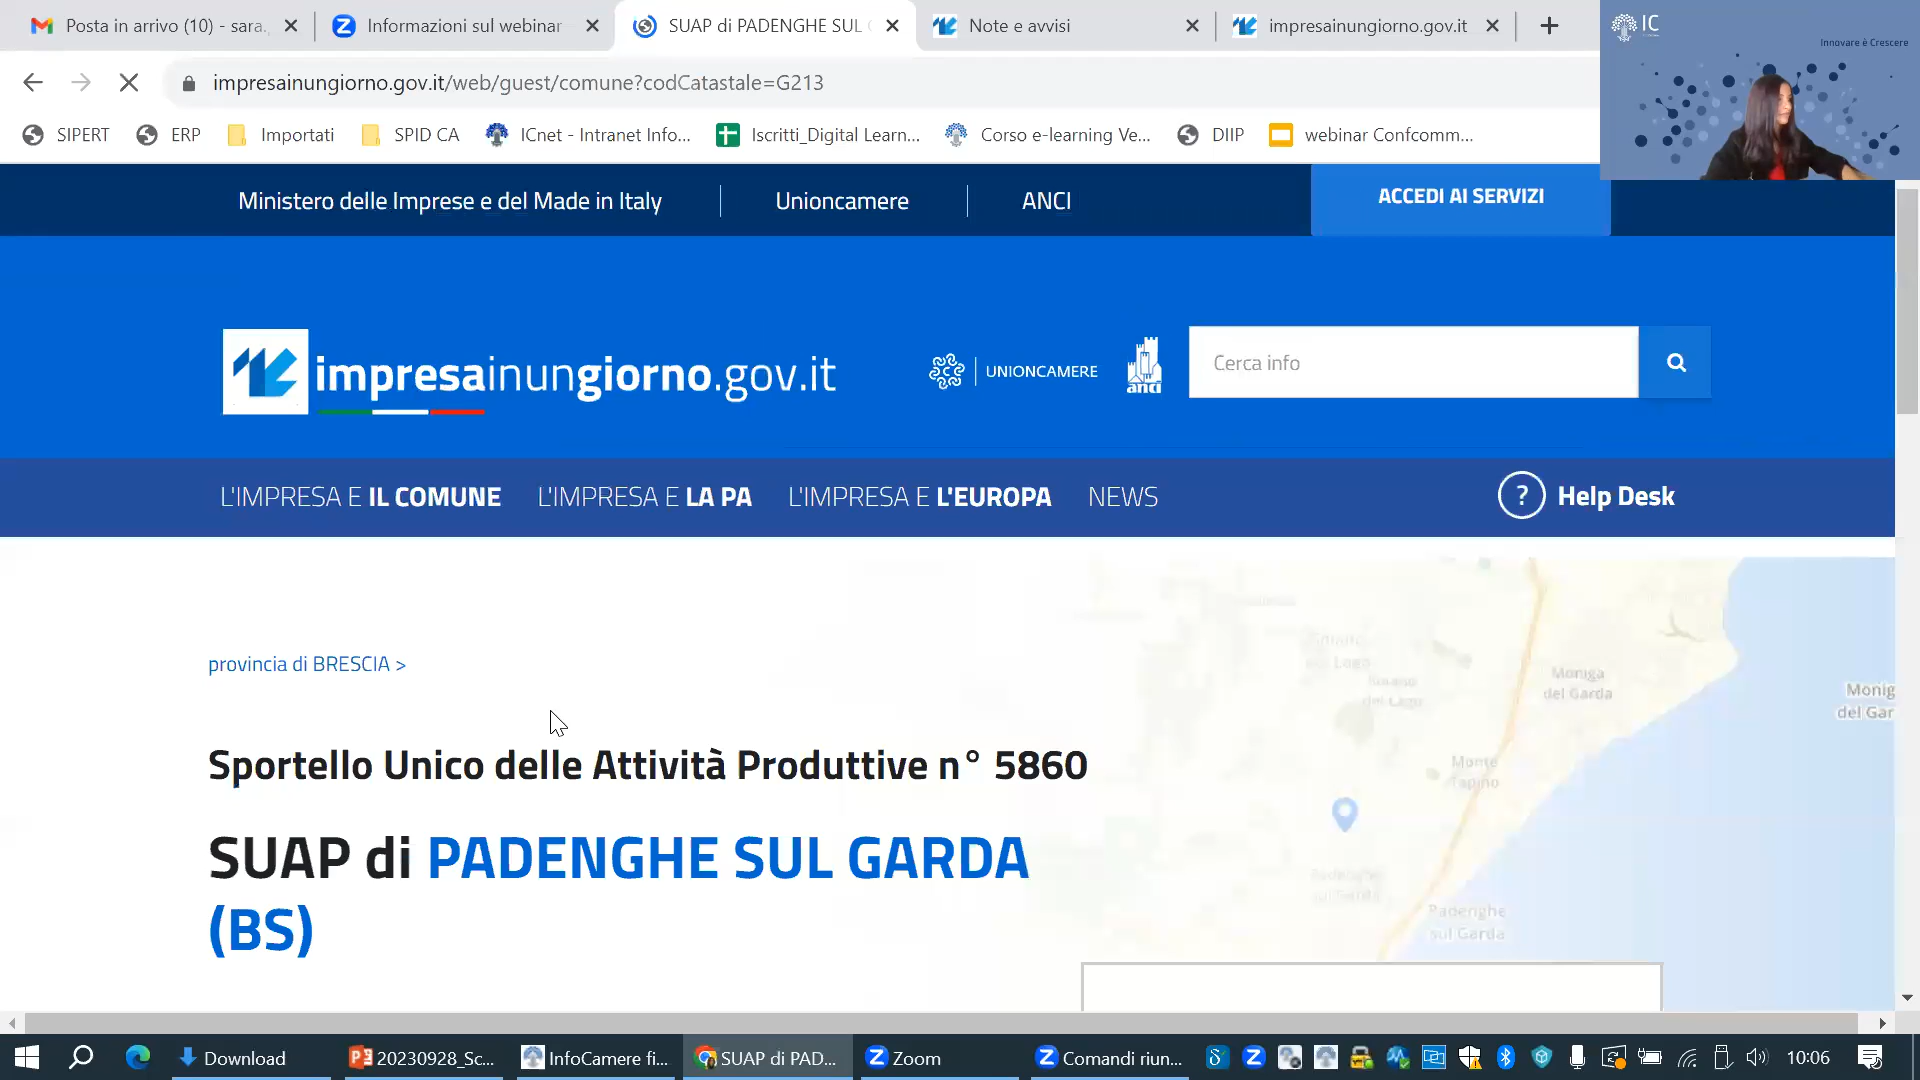 Posta in arrivo (10) - sara.
Informazioni sul webinar
SUAP di PADENGHE SUL
Note e avvisi
impresainungiorno.gov.it
IC
Innovare è Crescere
impresainungiorno.gov.it/web/guest/comune?codCatastale=G213
SIPERT
ERP
Importati
SPID CA
ICnet - Intranet Info...
Iscritti_Digital Learn...
Corso e-learning Ve...
DIIP
webinar Confcomm...
Ministero delle Imprese e del Made in Italy
Unioncamere
ANCI
ACCEDI AI SERVIZI
impresainungiorno.gov.it
UNIONCAMERE
anci
Cerca info
L'IMPRESA E IL COMUNE
L'IMPRESA E LA PA
L'IMPRESA E L'EUROPA
NEWS
? Help Desk
provincia di BRESCIA >
Sportello Unico delle Attività Produttive n° 5860
SUAP di PADENGHE SUL GARDA
(BS)
Moniga
del Garda
Monig
del Gar
Monte
Padenghe
sul Garda
Download
20230928_Sc...
InfoCamere fi...
SUAP di PAD...
Zoom
Comandi riun...
10:06